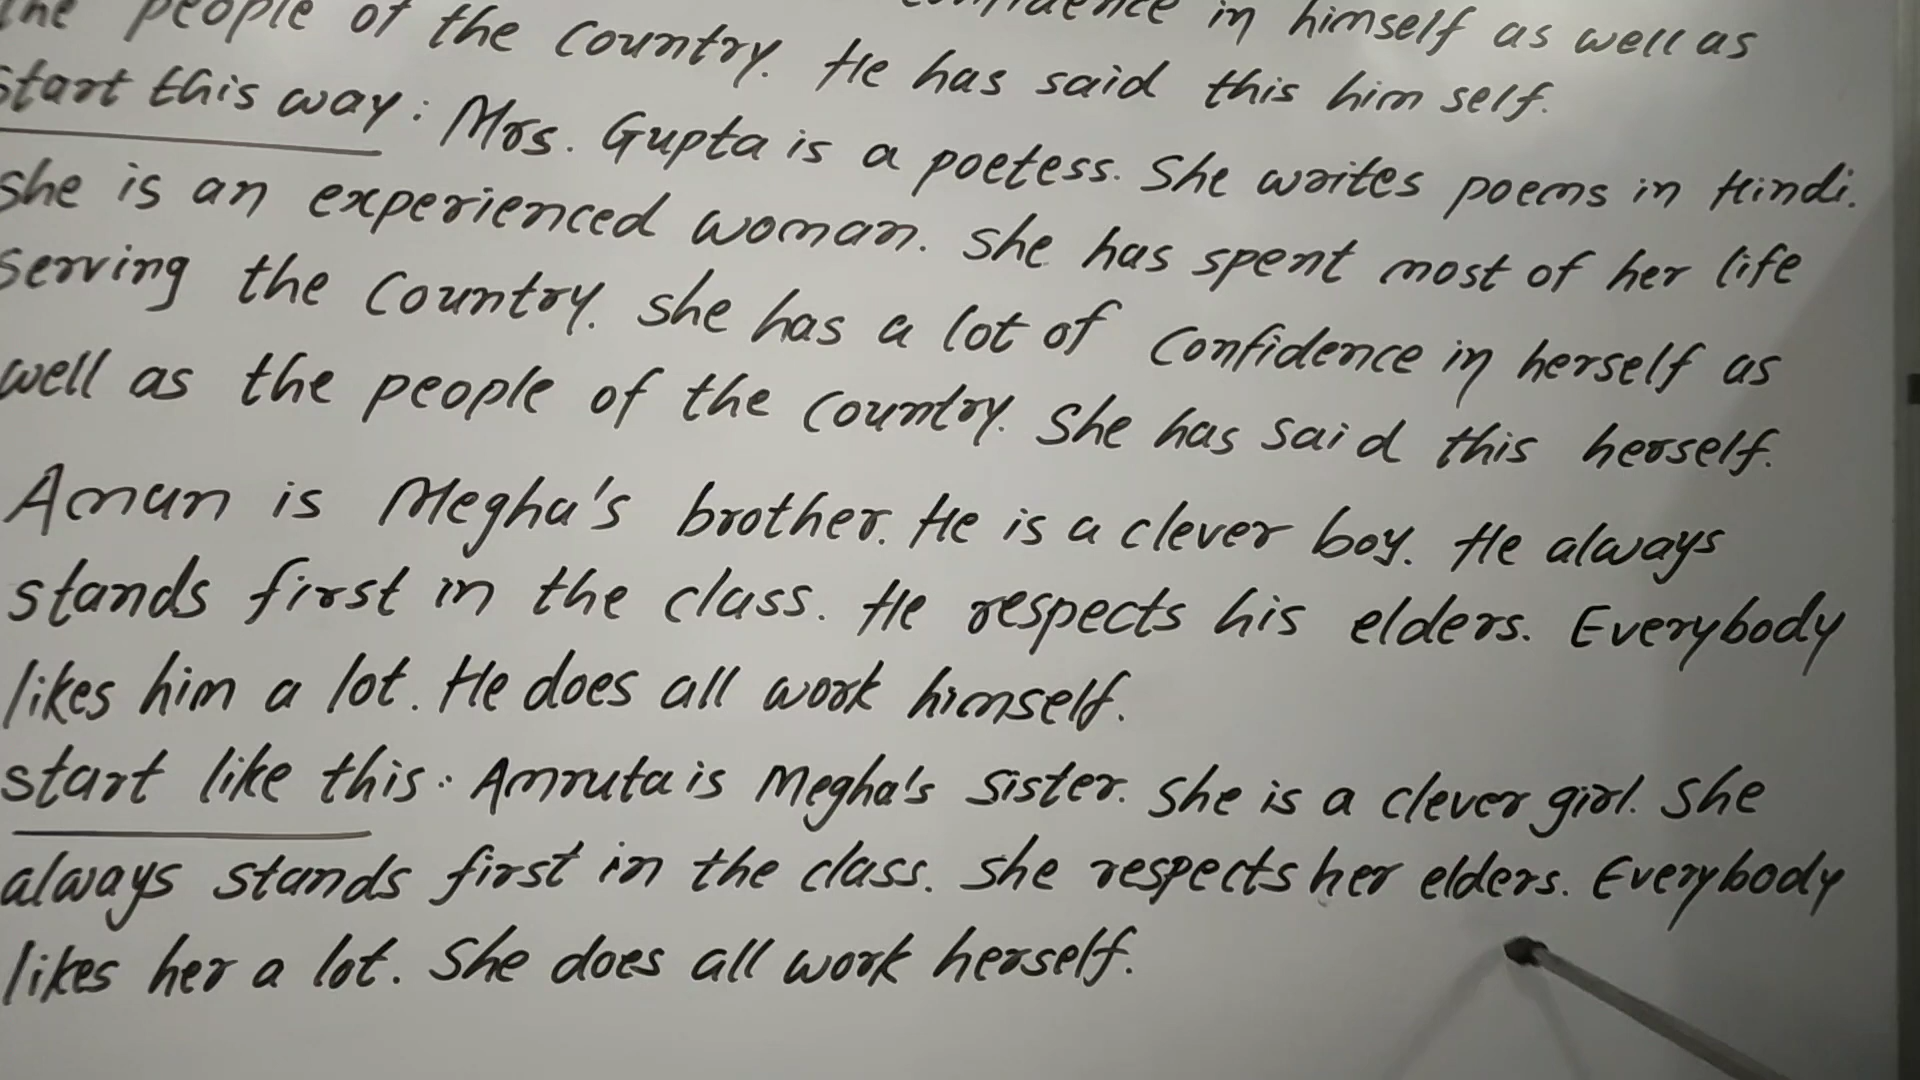 the people of the country. confidence in himself as well as
He has said this him self.
Start this way: Mrs. Gupta is a poetess. She writes poems in Hindi.
She is an experienced woman. She has spent most of her life
Serving the Country. She has a lot of Confidence in herself as
well as the people of the country. She has said this herself.
Aman is Megha's brother. He is a clever boy. He always
stands first in the class. He respects his elders. Everybody
likes him a lot. He does all work himself.
start like this: Amruta is Megha's Sister. She is a clever girl. She
always stands first in the class. She respects her elders. Everybody
likes her a lot. She does all work herself.